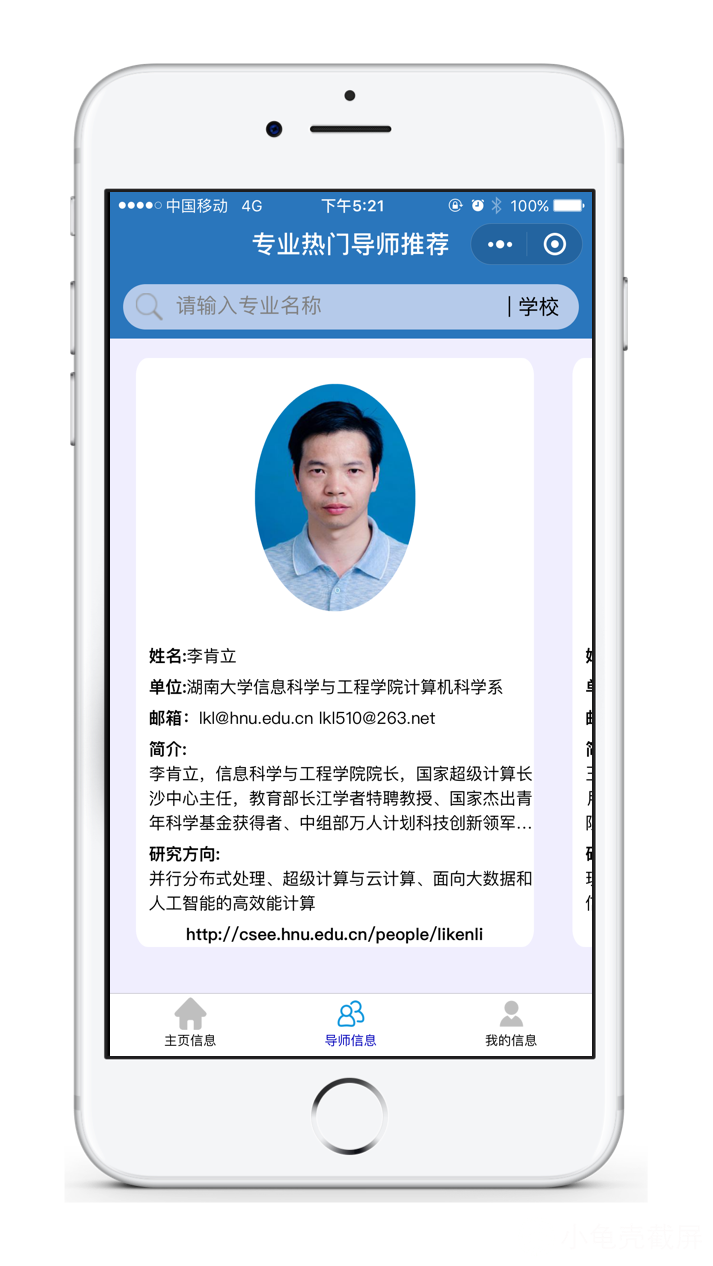 中国移动 4G 下午5:21 100%
专业热门导师推荐
请输入专业名称 | 学校
姓名:李肯立
单位:湖南大学信息科学与工程学院计算机科学系
邮箱：lkl@hnu.edu.cn lkl510@263.net
简介:
李肯立，信息科学与工程学院院长，国家超级计算长
沙中心主任，教育部长江学者特聘教授、国家杰出青
年科学基金获得者、中组部万人计划科技创新领军...
研究方向:
并行分布式处理、超级计算与云计算、面向大数据和
人工智能的高效能计算
http://csee.hnu.edu.cn/people/likenli
主页信息 导师信息 我的信息